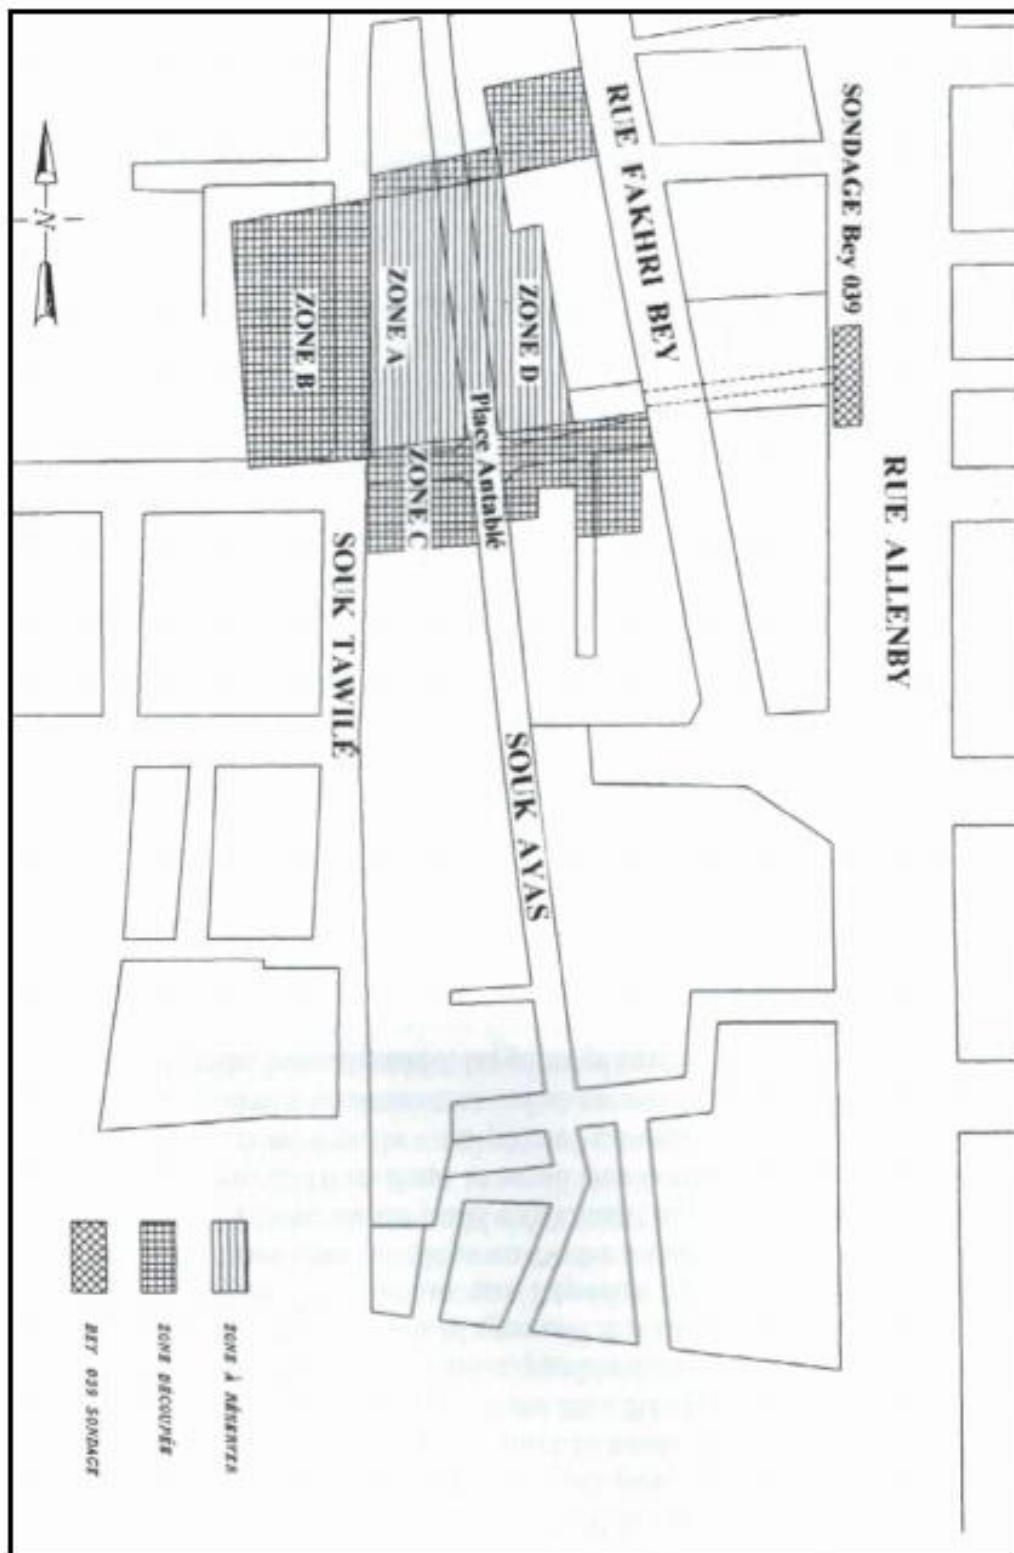 SONDAGE Bey 039
RUE FAKHRI BEY
RUE ALLENBY
ZONE D
ZONE A
ZONE B
Place Antablé
ZONE C
SOUK TAWILÉ
SOUK AYAS
N
ZONE À RÉSERVER
ZONE DÉCOUPÉE
BEY 039 SONDAGE